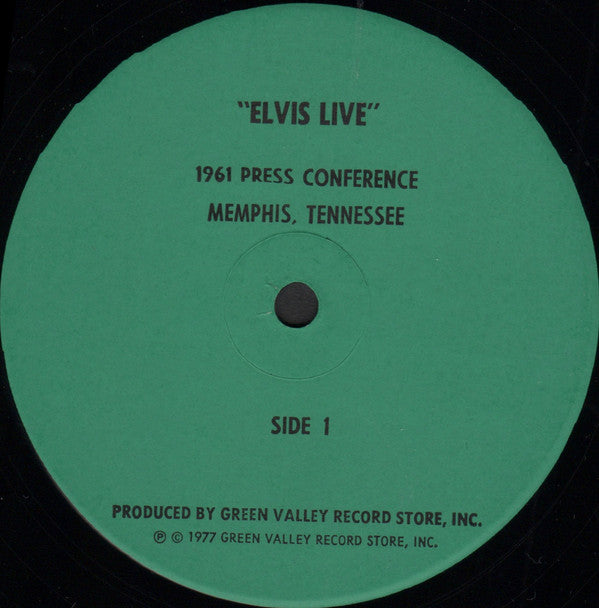 "ELVIS LIVE"
1961 PRESS CONFERENCE
MEMPHIS, TENNESSEE
SIDE 1
PRODUCED BY GREEN VALLEY RECORD STORE, INC.
℗ © 1977 GREEN VALLEY RECORD STORE, INC.